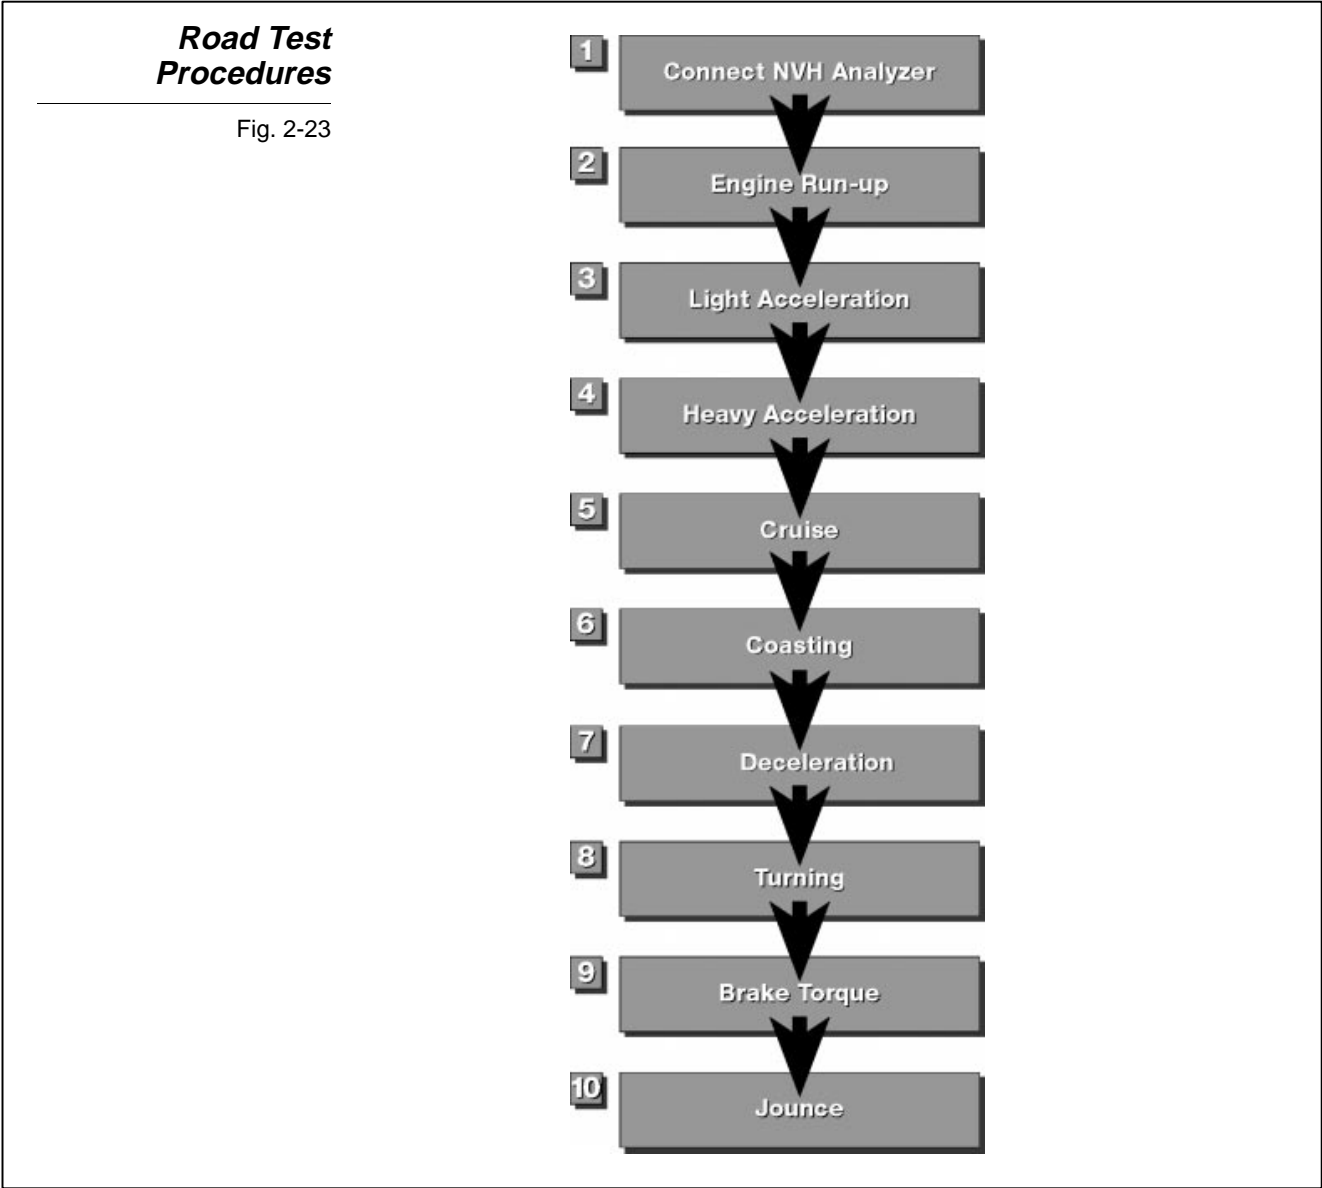 Road Test
Procedures
Fig. 2-23
1
Connect NVH Analyzer
2
Engine Run-up
3
Light Acceleration
4
Heavy Acceleration
5
Cruise
6
Coasting
7
Deceleration
8
Turning
9
Brake Torque
10
Jounce